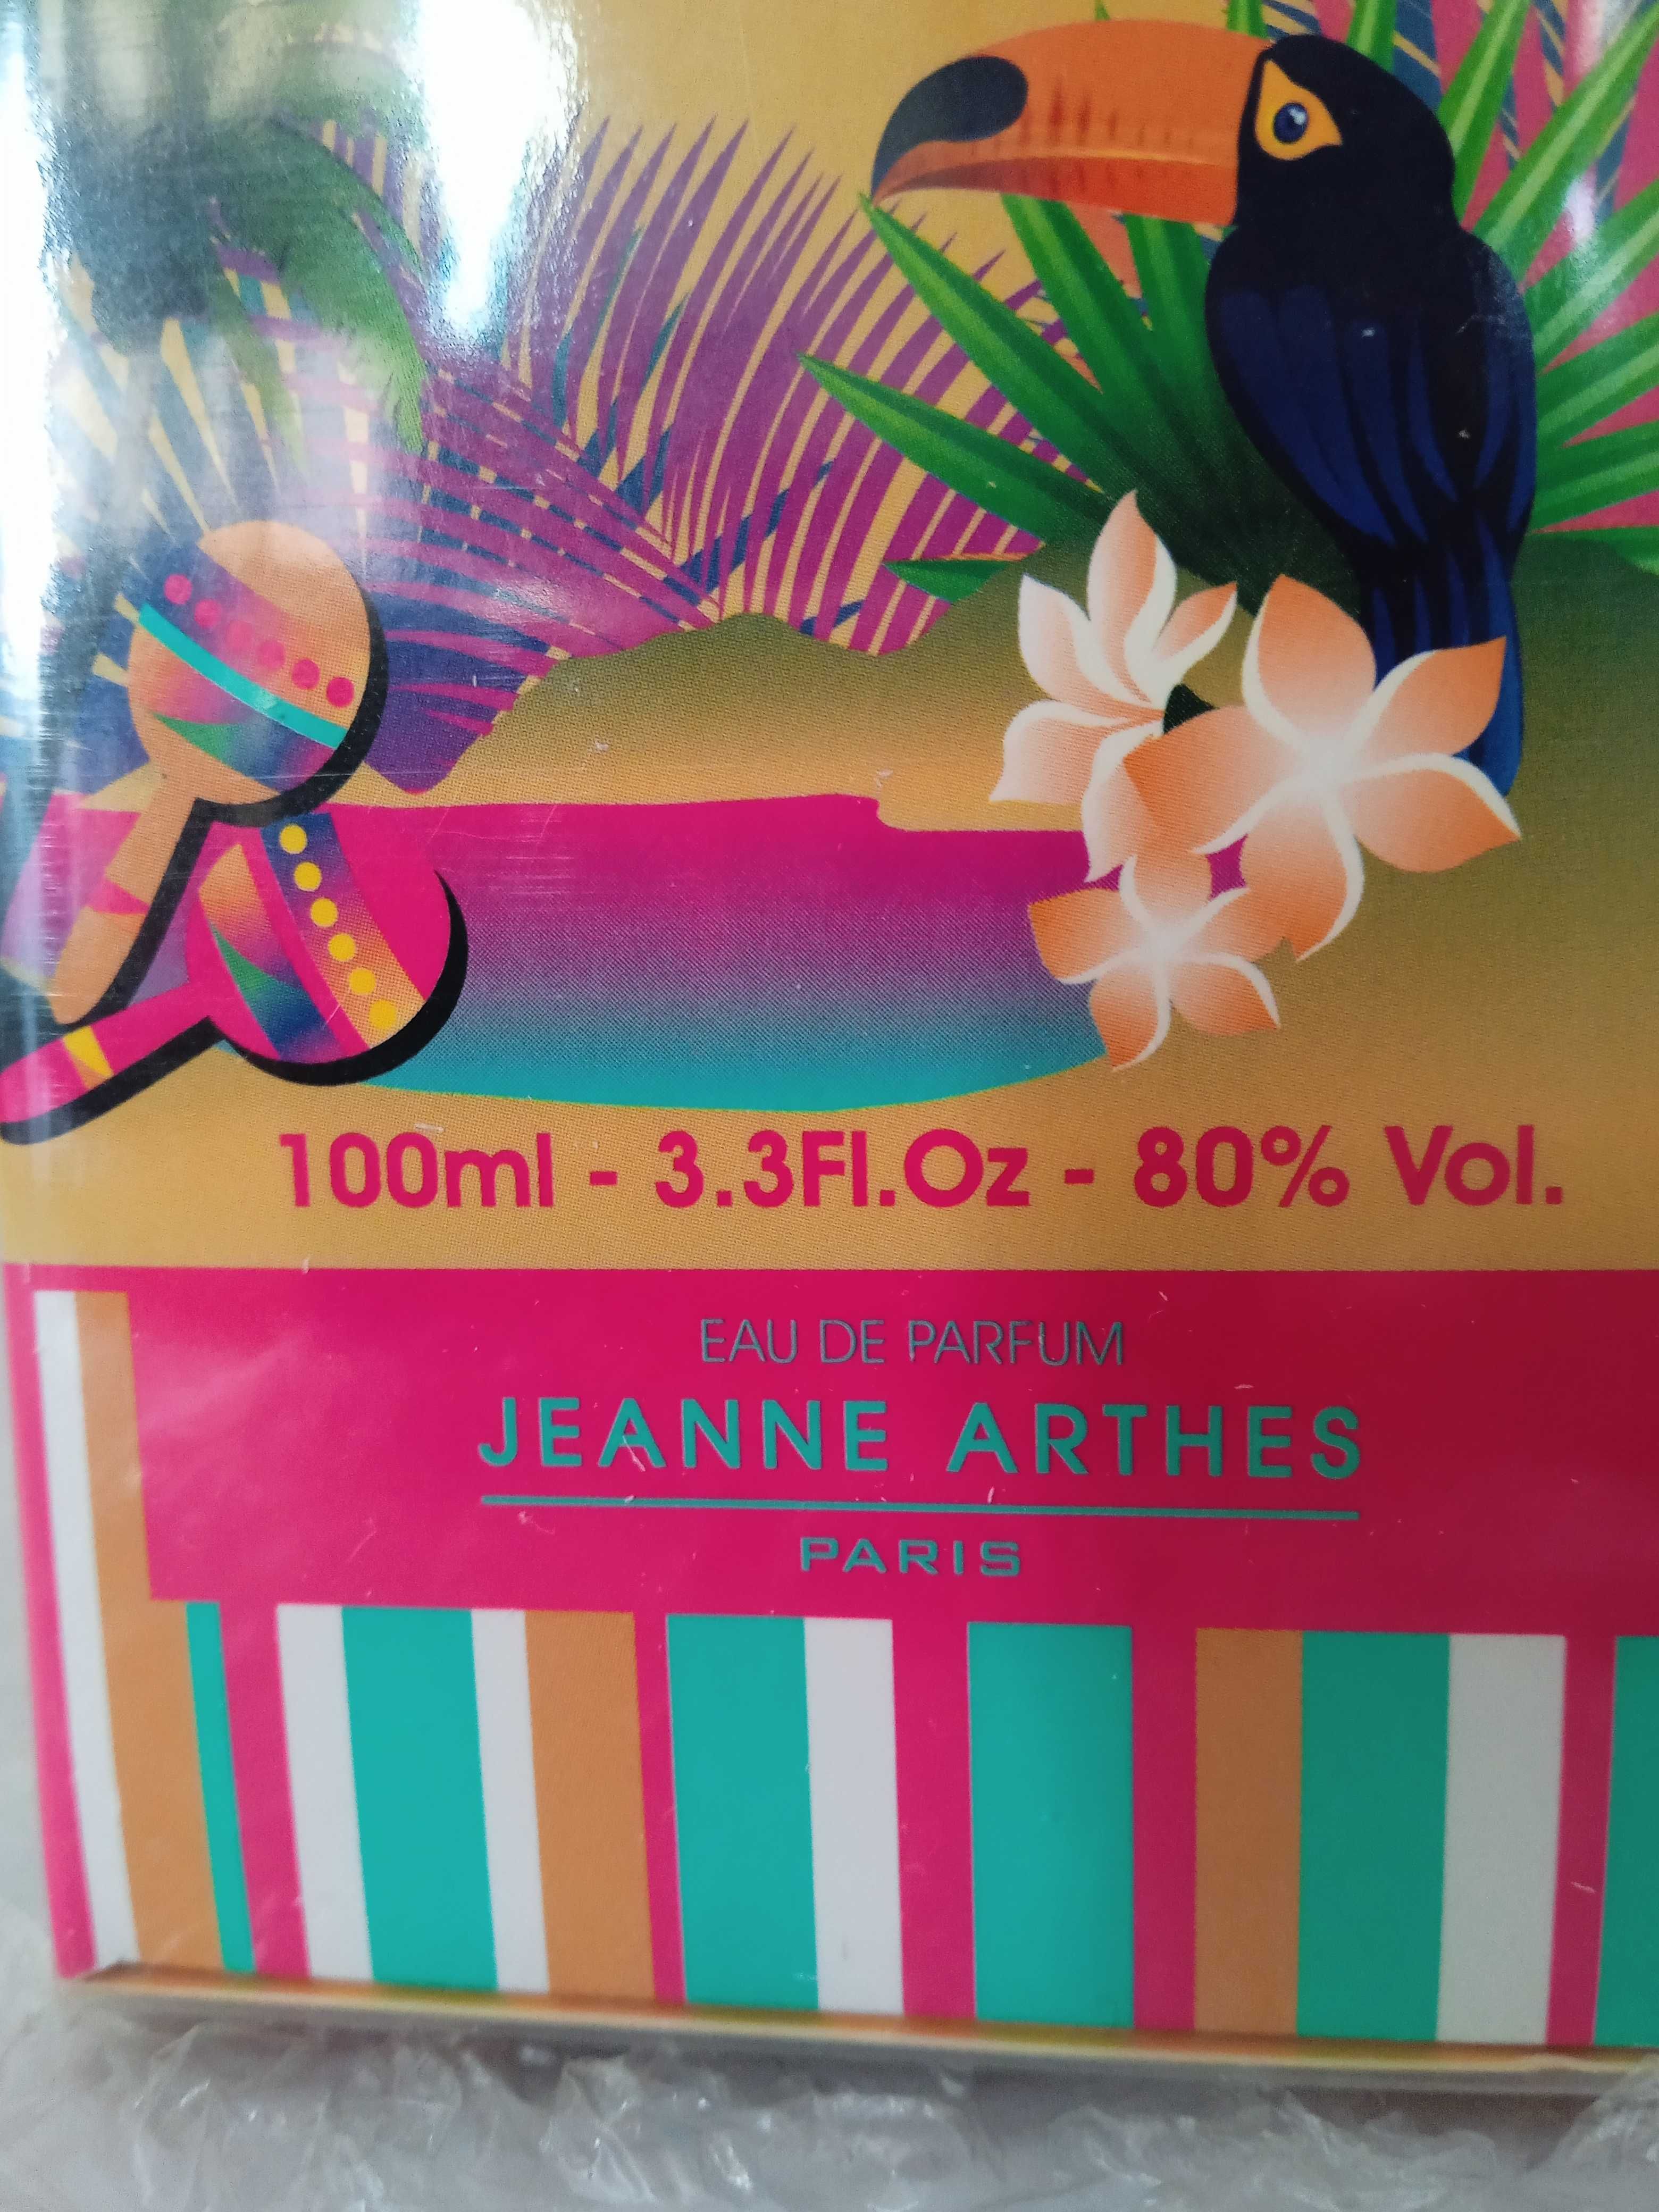 100ml - 3.3Fl.Oz - 80% Vol.
EAU DE PARFUM
JEANNE ARTHES
PARIS